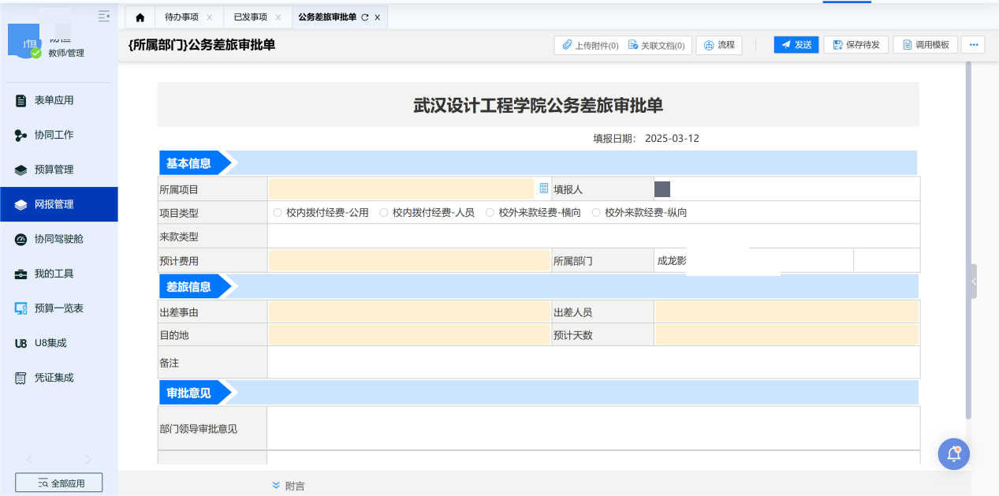 待办事项
已发事项
公务差旅审批单
恒
教师/管理
{所属部门}公务差旅审批单
上传附件(0)
关联文档(0)
流程
发送
保存待发
调用模板
表单应用
协同工作
预算管理
网报管理
协同驾驶舱
我的工具
预算一览表
U8 U8集成
凭证集成
全部应用
武汉设计工程学院公务差旅审批单
填报日期： 2025-03-12
基本信息
所属项目
填报人
项目类型
校内拨付经费-公用 校内拨付经费-人员 校外来款经费-横向 校外来款经费-纵向
来款类型
预计费用
所属部门
成龙影
差旅信息
出差事由
出差人员
目的地
预计天数
备注
审批意见
部门领导审批意见
附言